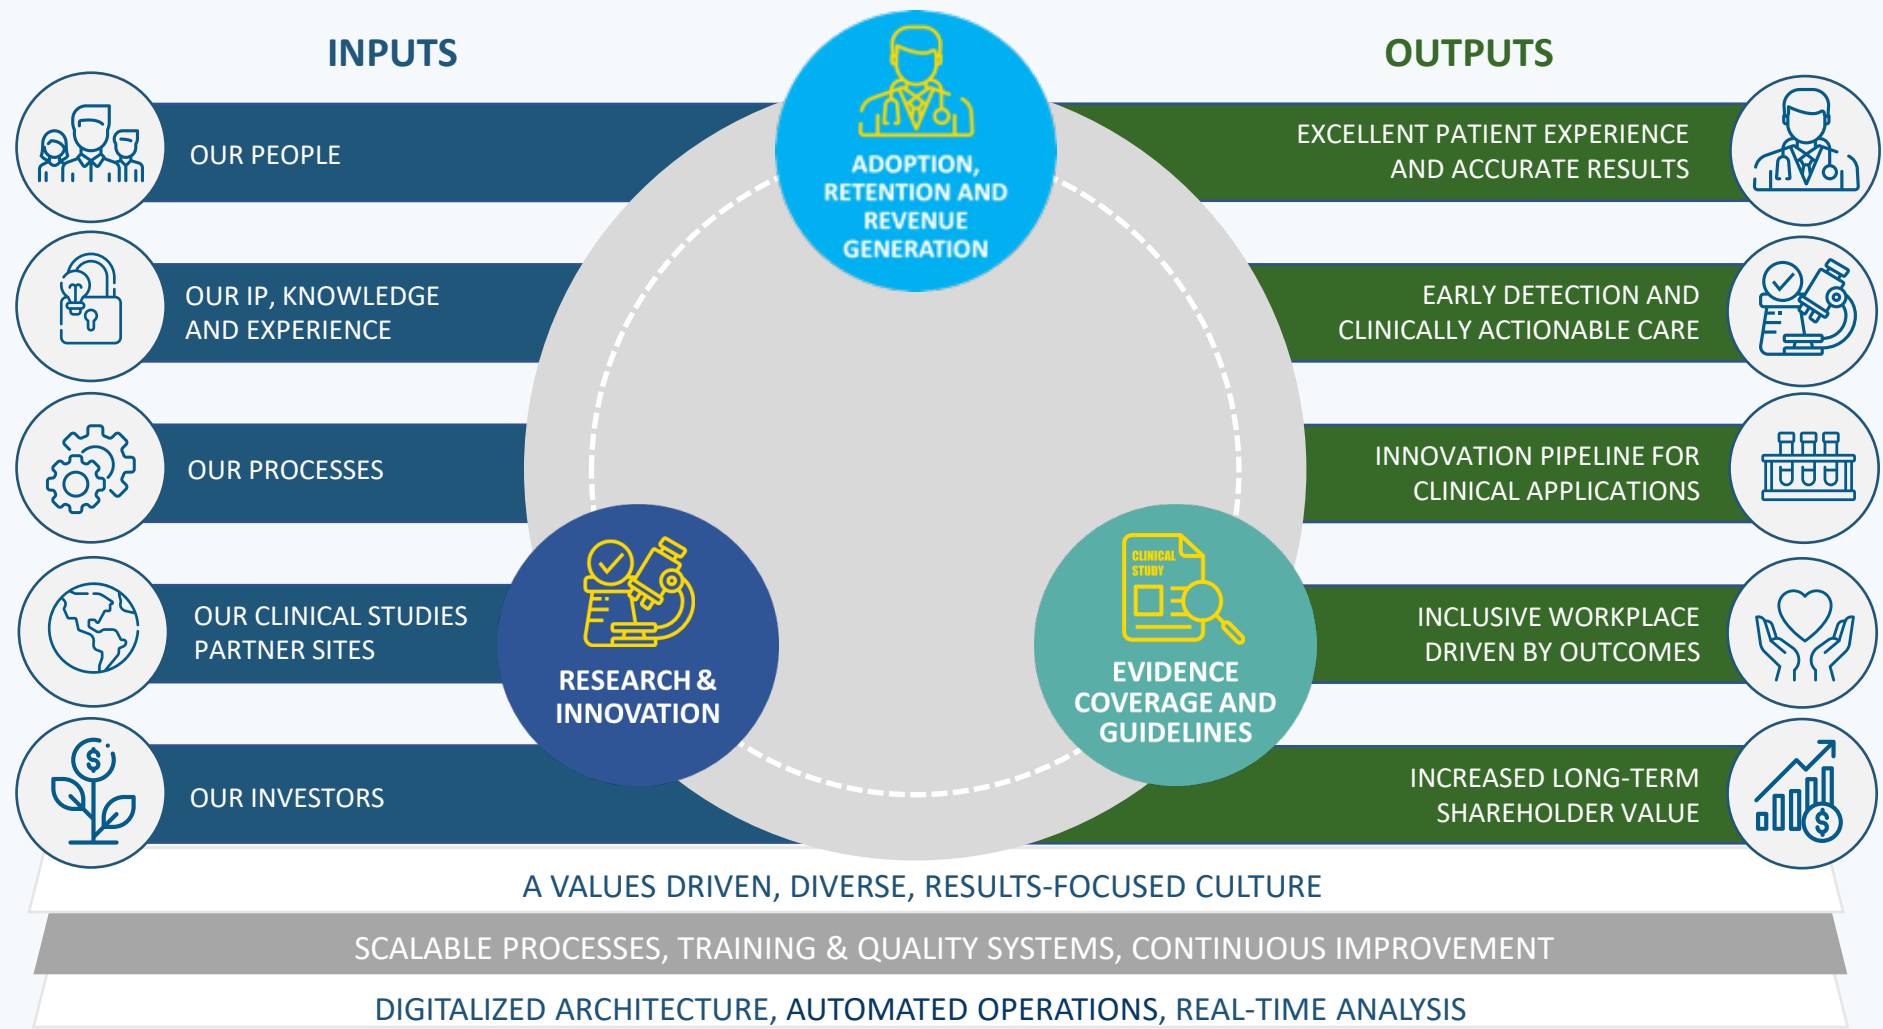 INPUTS
OUR PEOPLE
OUR IP, KNOWLEDGE
AND EXPERIENCE
OUR PROCESSES
OUR CLINICAL STUDIES
PARTNER SITES
OUR INVESTORS
ADOPTION,
RETENTION AND
REVENUE
GENERATION
RESEARCH &
INNOVATION
CLINICAL
STUDY
EVIDENCE
COVERAGE AND
GUIDELINES
OUTPUTS
EXCELLENT PATIENT EXPERIENCE
AND ACCURATE RESULTS
EARLY DETECTION AND
CLINICALLY ACTIONABLE CARE
INNOVATION PIPELINE FOR
CLINICAL APPLICATIONS
INCLUSIVE WORKPLACE
DRIVEN BY OUTCOMES
INCREASED LONG-TERM
SHAREHOLDER VALUE
$
$
A VALUES DRIVEN, DIVERSE, RESULTS-FOCUSED CULTURE
SCALABLE PROCESSES, TRAINING & QUALITY SYSTEMS, CONTINUOUS IMPROVEMENT
DIGITALIZED ARCHITECTURE, AUTOMATED OPERATIONS, REAL-TIME ANALYSIS